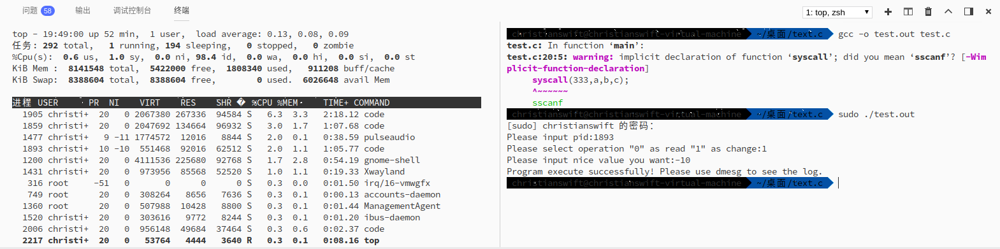 问题 58 输出 调试控制台 终端
1: top, zsh
top - 19:49:00 up 52 min,  1 user,  load average: 0.13, 0.08, 0.09
任务: 292 total,   1 running, 194 sleeping,   0 stopped,   0 zombie
%Cpu(s):  0.6 us,  1.0 sy,  0.0 ni, 98.4 id,  0.0 wa,  0.0 hi,  0.0 si,  0.0 st
KiB Mem :  8141548 total,  5422000 free,  1808340 used,   911208 buff/cache
KiB Swap:  8388604 total,  8388604 free,        0 used.  6026648 avail Mem
进程 USER      PR  NI    VIRT    RES    SHR � %CPU %MEM     TIME+ COMMAND
1905 christi+  20   0 2067380 267336  94584 S   6.3  3.3   2:18.12 code
1859 christi+  20   0 2047692 134664  96932 S   3.0  1.7   1:07.68 code
1477 christi+   9 -11 1774572  12016   8844 S   2.0  0.1   0:38.59 pulseaudio
1893 christi+  10 -10  551468  92016  62512 S   2.0  1.1   1:05.77 code
1200 christi+  20   0 4111536 225680  92768 S   1.7  2.8   0:54.19 gnome-shell
1431 christi+  20   0  973956  85568  52520 S   1.0  1.1   0:19.33 Xwayland
316 root     -51   0       0      0      0 S   0.3  0.0   0:01.50 irq/16-vmwgfx
749 root      20   0  308264   8656   7636 S   0.3  0.1   0:00.13 accounts-daemon
1360 root      20   0  507988  10428   8800 S   0.3  0.1   0:01.44 ManagementAgent
1520 christi+  20   0  303616   9772   8244 S   0.3  0.1   0:01.20 ibus-daemon
2006 christi+  20   0  956148  49684  37464 S   0.3  0.6   0:02.37 code
2217 christi+  20   0   53764   4444   3640 R   0.3  0.1   0:08.16 top
christianswift@christianswift-virtual-machine ~/桌面/text.c gcc -o test.out test.c
test.c: In function ‘main’:
test.c:20:5: warning: implicit declaration of function ‘syscall’; did you mean ‘sscanf’? [-Wim
plicit-function-declaration]
syscall(333,a,b,c);
^~~~~~~
sscanf
christianswift@christianswift-virtual-machine ~/桌面/text.c sudo ./test.out
[sudo] christianswift 的密码:
Please input pid:1893
Please select operation "0" as read "1" as change:1
Please input nice value you want:-10
Program execute successfully! Please use dmesg to see the log.
christianswift@christianswift-virtual-machine ~/桌面/text.c